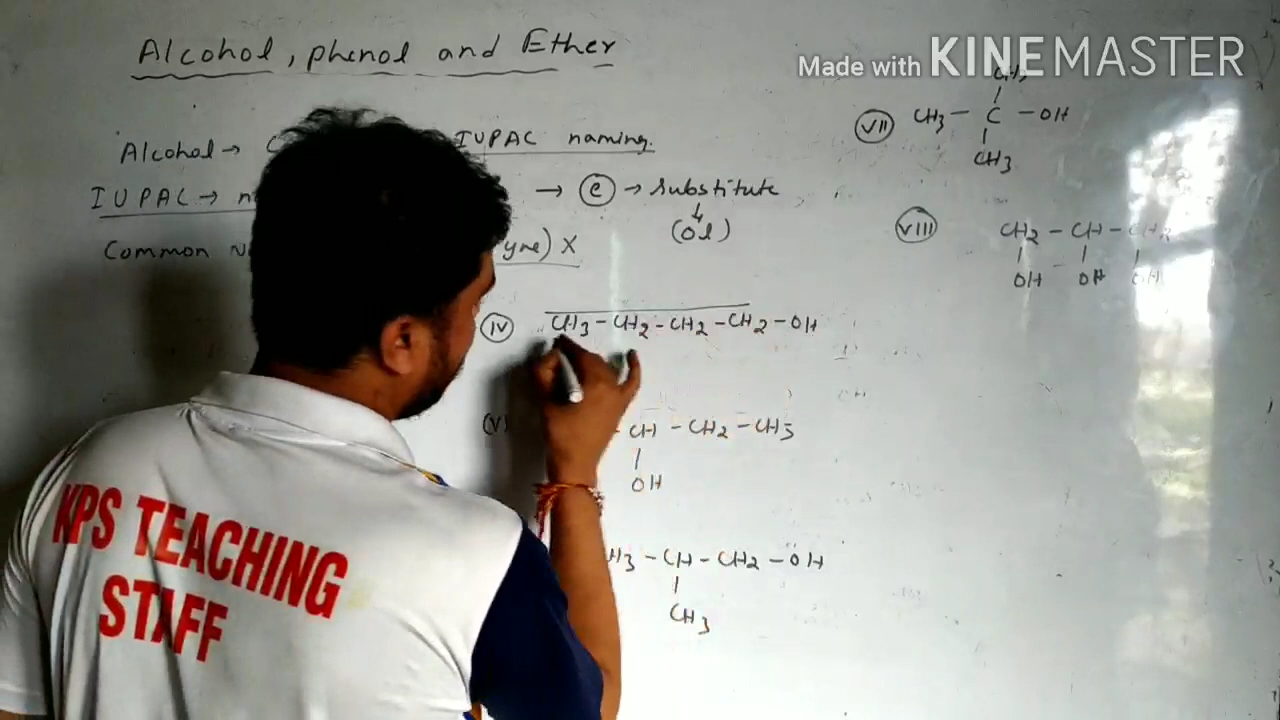 Alcohol, phenol and Ether
Made with KINEMASTER
Alcohol → IUPAC naming.
IUPAC → → (e) → Substitute
(ol)
Common yne) X
(iv) CH3 - CH2 - CH2 - CH2 - OH
(v) - CH - CH2 - CH3
|
OH
H3 - CH - CH2 - OH
|
CH3
CH3
|
(VII) CH3 - C - OH
|
CH3
(VIII) CH2 - CH - CH2
| | |
OH OH OH
KPS TEACHING
STAFF